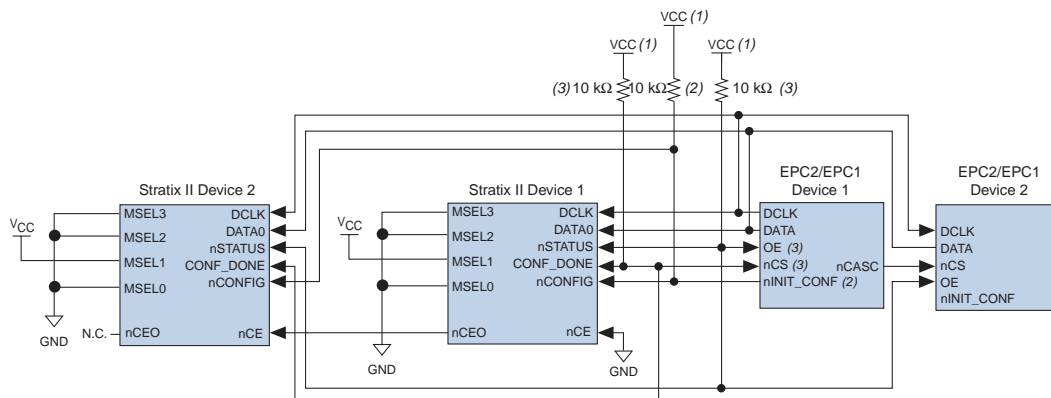 VCC (1)
VCC (1)
VCC (1)
(3) 10 kΩ
10 kΩ (2)
10 kΩ (3)
Stratix II Device 2
VCC
MSEL3
MSEL2
MSEL1
MSEL0
GND
N.C.
nCEO
DCLK
DATA0
nSTATUS
CONF_DONE
nCONFIG
nCE
Stratix II Device 1
VCC
MSEL3
MSEL2
MSEL1
MSEL0
GND
nCEO
DCLK
DATA0
nSTATUS
CONF_DONE
nCONFIG
nCE
GND
EPC2/EPC1
Device 1
DCLK
DATA
OE (3)
nCS (3)
nCASC
nINIT_CONF (2)
EPC2/EPC1
Device 2
DCLK
DATA
nCS
OE
nINIT_CONF